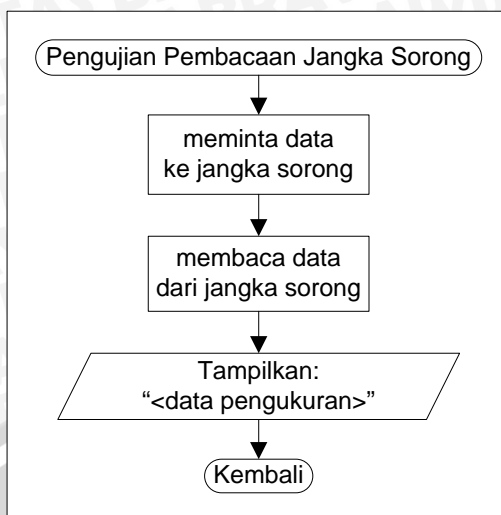 Pengujian Pembacaan Jangka Sorong
meminta data
ke jangka sorong
membaca data
dari jangka sorong
Tampilkan:
“<data pengukuran>”
Kembali